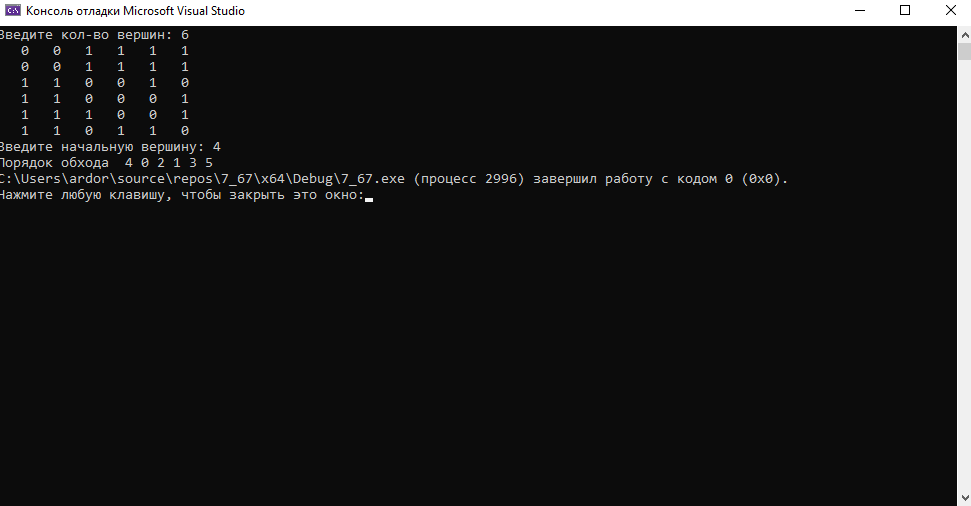 Консоль отладки Microsoft Visual Studio
Введите кол-во вершин: 6
0 0 1 1 1 1
0 0 1 1 1 1
1 1 0 0 1 0
1 1 0 0 0 1
1 1 1 0 0 1
1 1 0 1 1 0
Введите начальную вершину: 4
Порядок обхода  4 0 2 1 3 5
C:\Users\ardor\source\repos\7_67\x64\Debug\7_67.exe (процесс 2996) завершил работу с кодом 0 (0x0).
Нажмите любую клавишу, чтобы закрыть это окно: